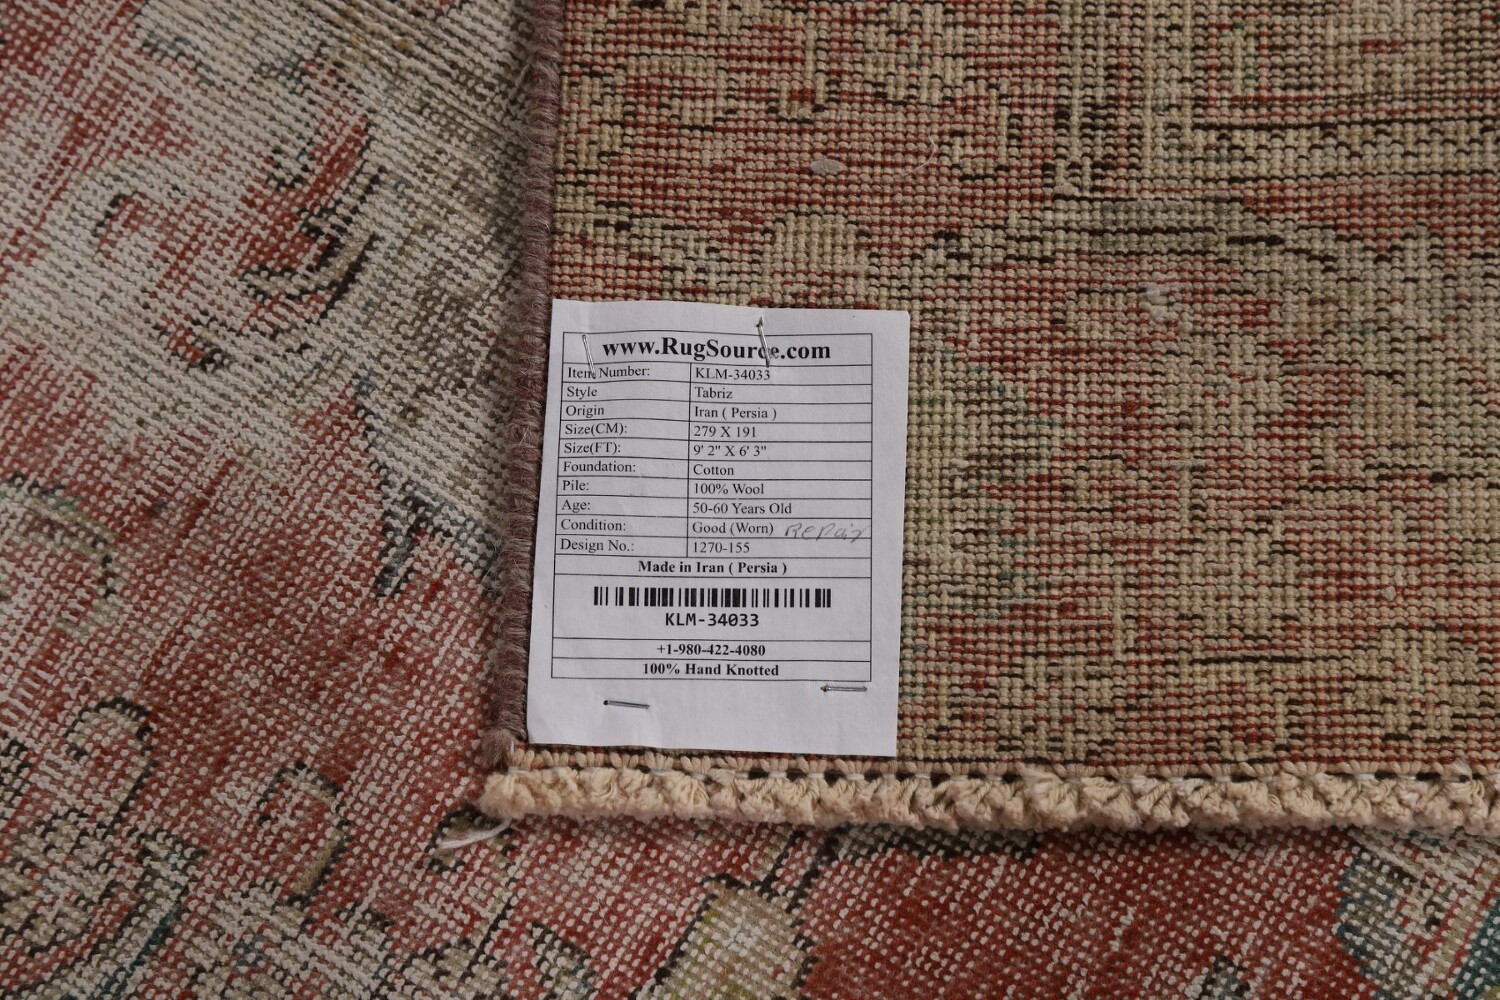 www.RugSource.com
Item Number: KLM-34033
Style Tabriz
Origin Iran ( Persia )
Size(CM): 279 X 191
Size(FT): 9' 2" X 6' 3"
Foundation: Cotton
Pile: 100% Wool
Age: 50-60 Years Old
Condition: Good (Worn) REPair
Design No.: 1270-155
Made in Iran ( Persia )
KLM-34033
+1-980-422-4080
100% Hand Knotted